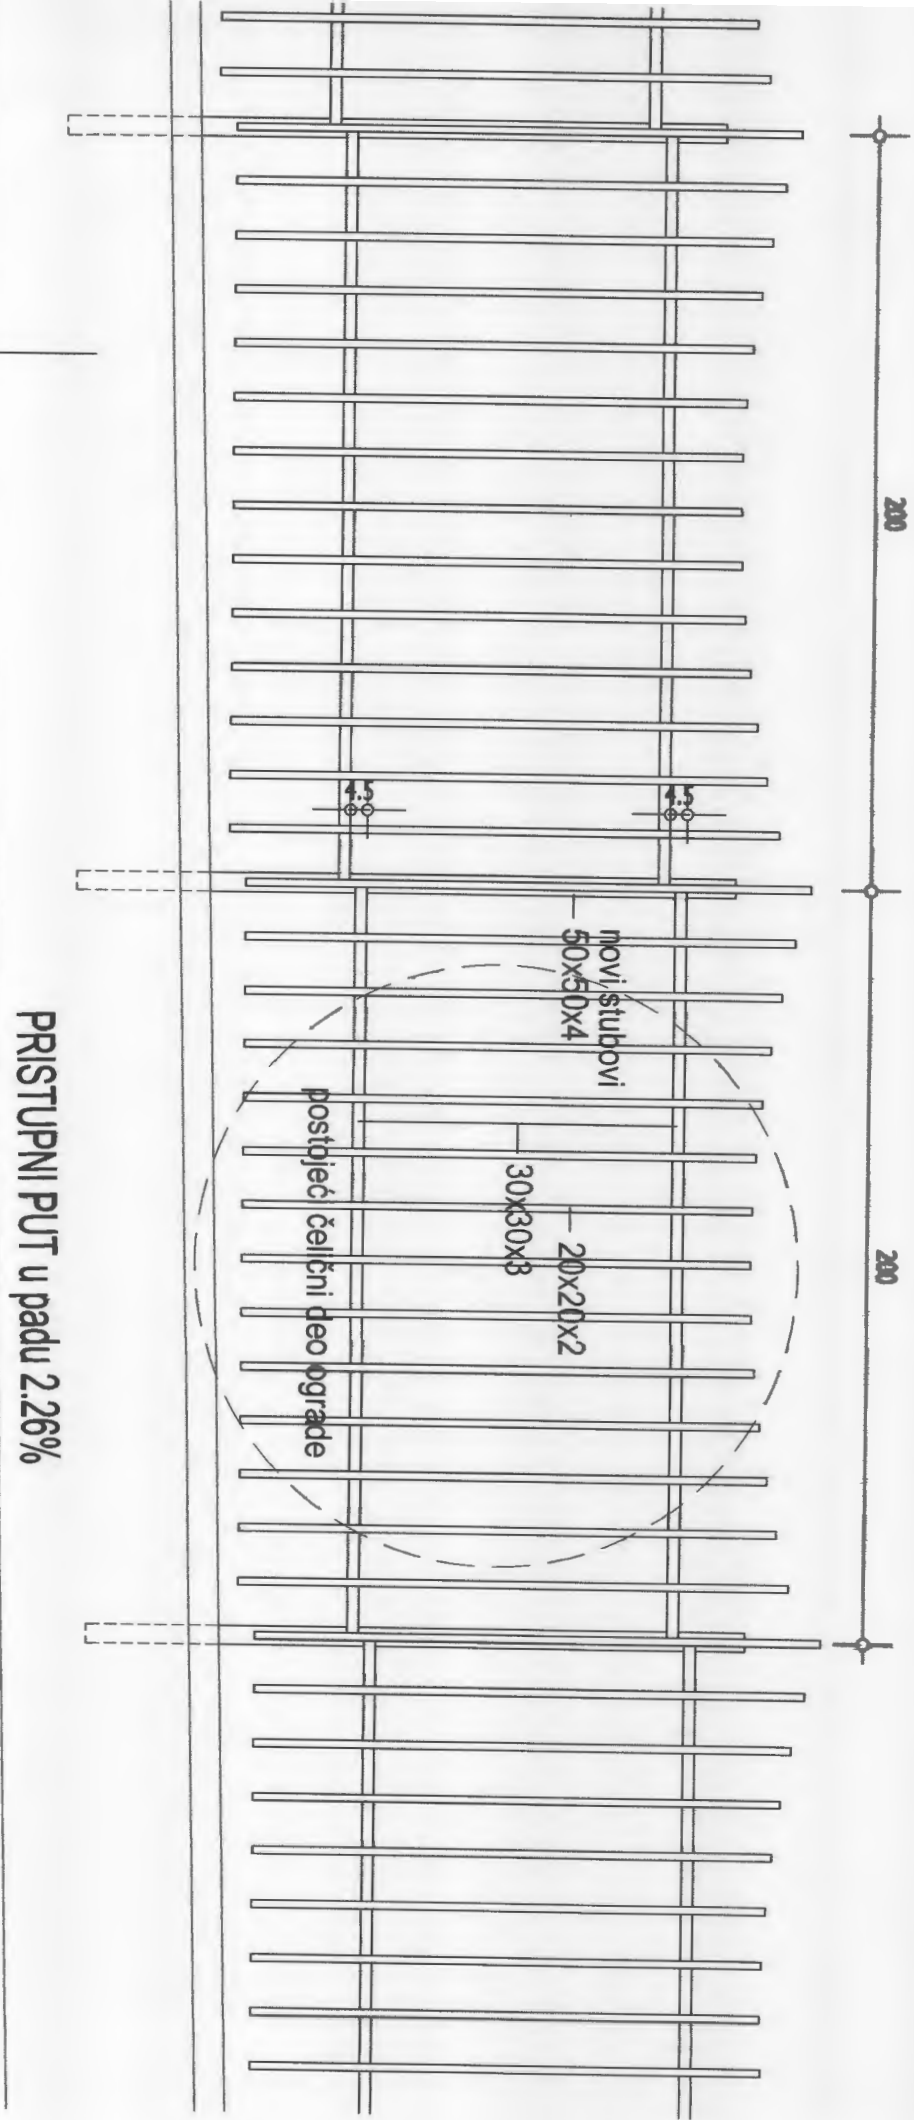 200
200
4.5
4.5
novi stubovi
50x50x4
20x20x2
30x30x3
postojeći čelični deo ograde
PRISTUPNI PUT u padu 2.26%